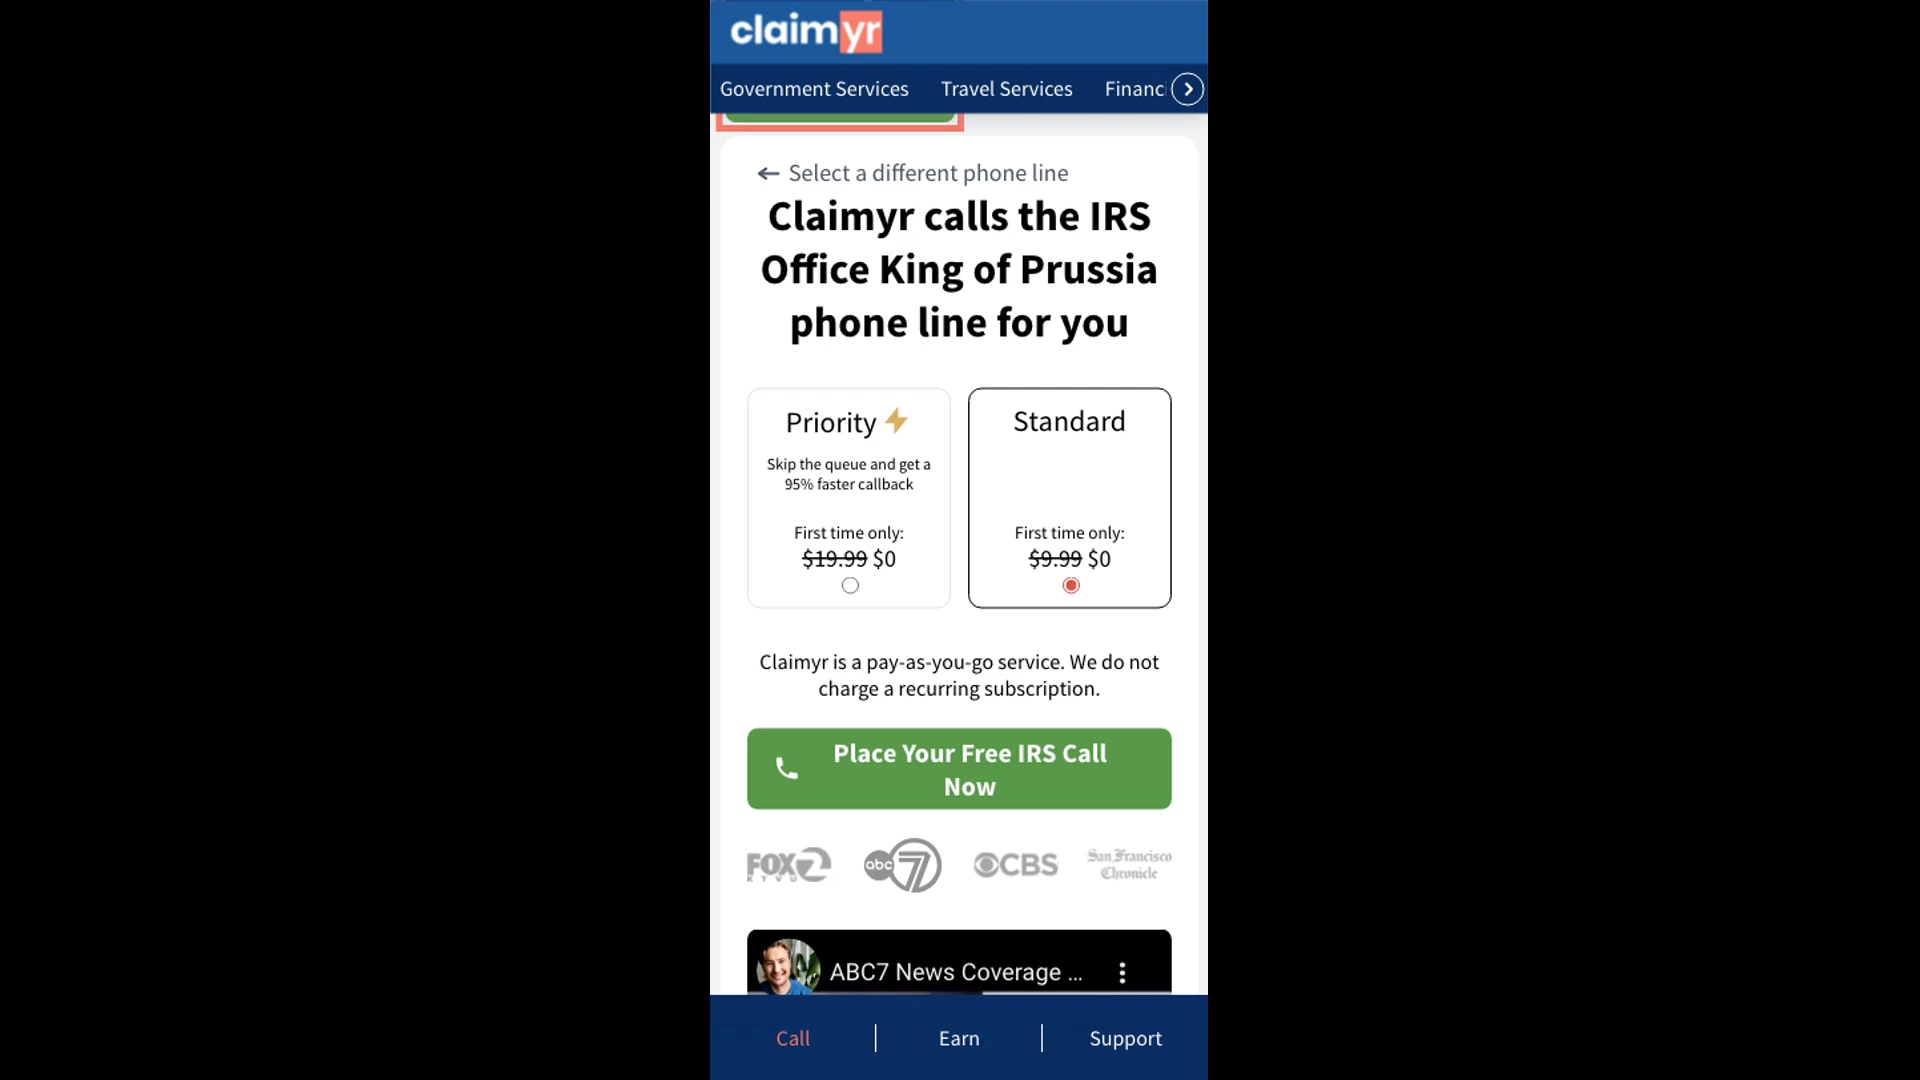 claimyr
Government Services Travel Services Financ
Select a different phone line
Claimyr calls the IRS
Office King of Prussia
phone line for you
Priority
Skip the queue and get a
95% faster callback
First time only:
$19.99 $0
Standard
First time only:
$9.99 $0
Claimyr is a pay-as-you-go service. We do not
charge a recurring subscription.
Place Your Free IRS Call
Now
FOX 2
KTVU
abc 7
CBS
San Francisco
Chronicle
ABC7 News Coverage ...
Call Earn Support